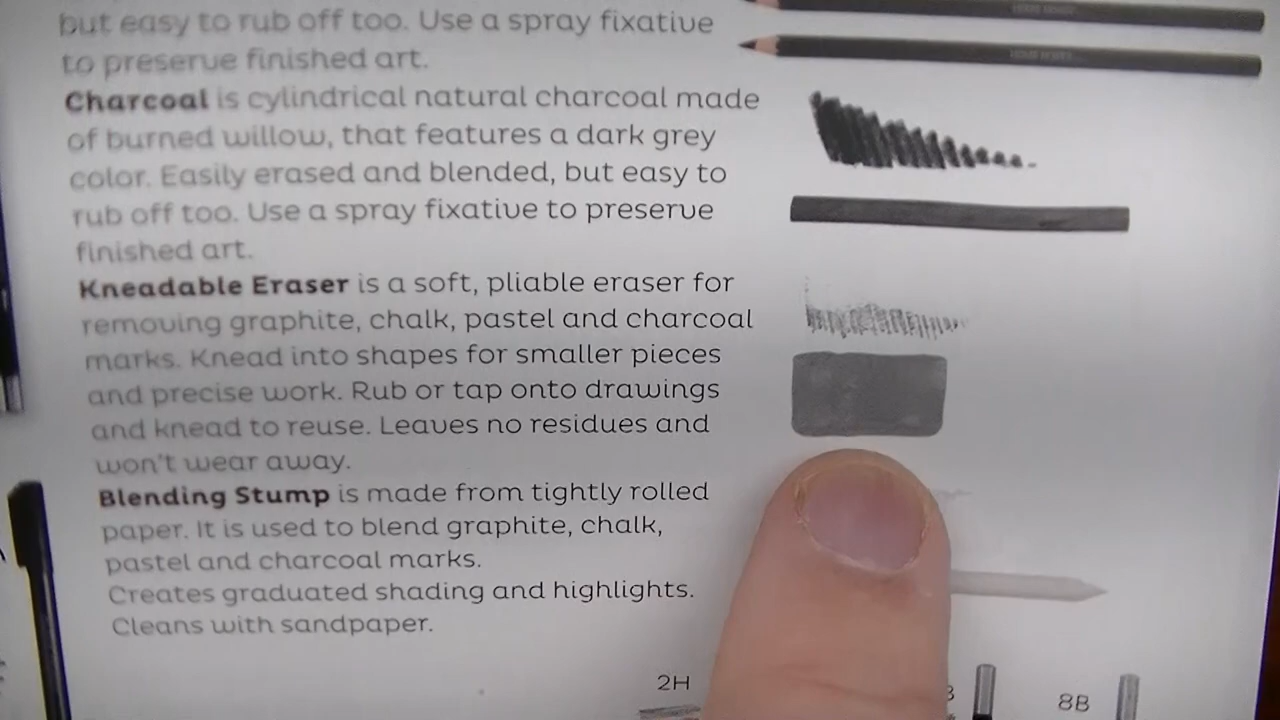 but easy to rub off too. Use a spray fixative
to preserve finished art.
Charcoal is cylindrical natural charcoal made
of burned willow, that features a dark grey
color. Easily erased and blended, but easy to
rub off too. Use a spray fixative to preserve
finished art.
Kneadable Eraser is a soft, pliable eraser for
removing graphite, chalk, pastel and charcoal
marks. Knead into shapes for smaller pieces
and precise work. Rub or tap onto drawings
and knead to reuse. Leaves no residues and
won't wear away.
Blending Stump is made from tightly rolled
paper. It is used to blend graphite, chalk,
pastel and charcoal marks.
Creates graduated shading and highlights.
Cleans with sandpaper.
2H
8B